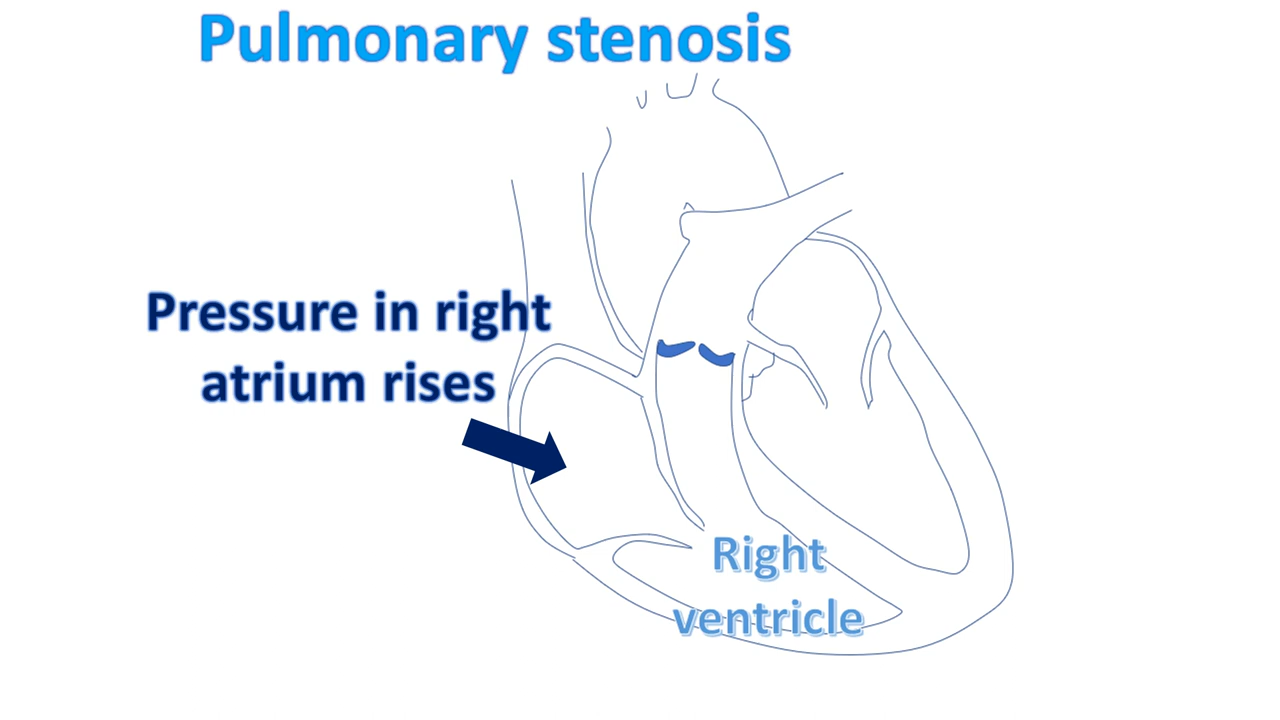 Pulmonary stenosis
Pressure in right
atrium rises
Right
ventricle